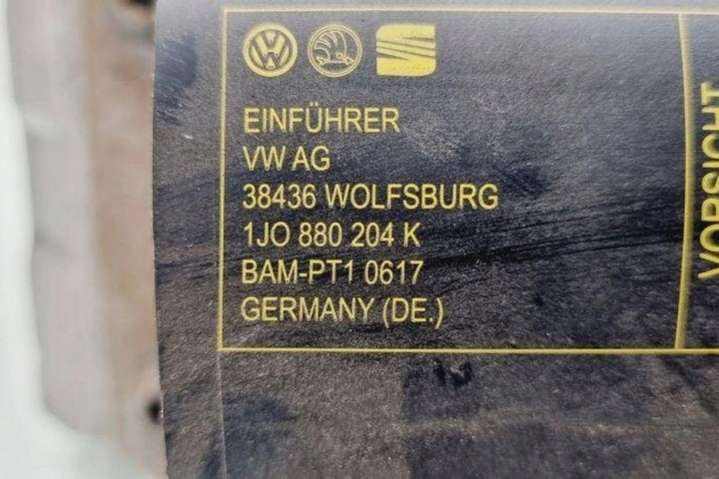 EINFÜHRER
VW AG
38436 WOLFSBURG
1JO 880 204 K
BAM-PT1 0617
GERMANY (DE.)
VORSICHT